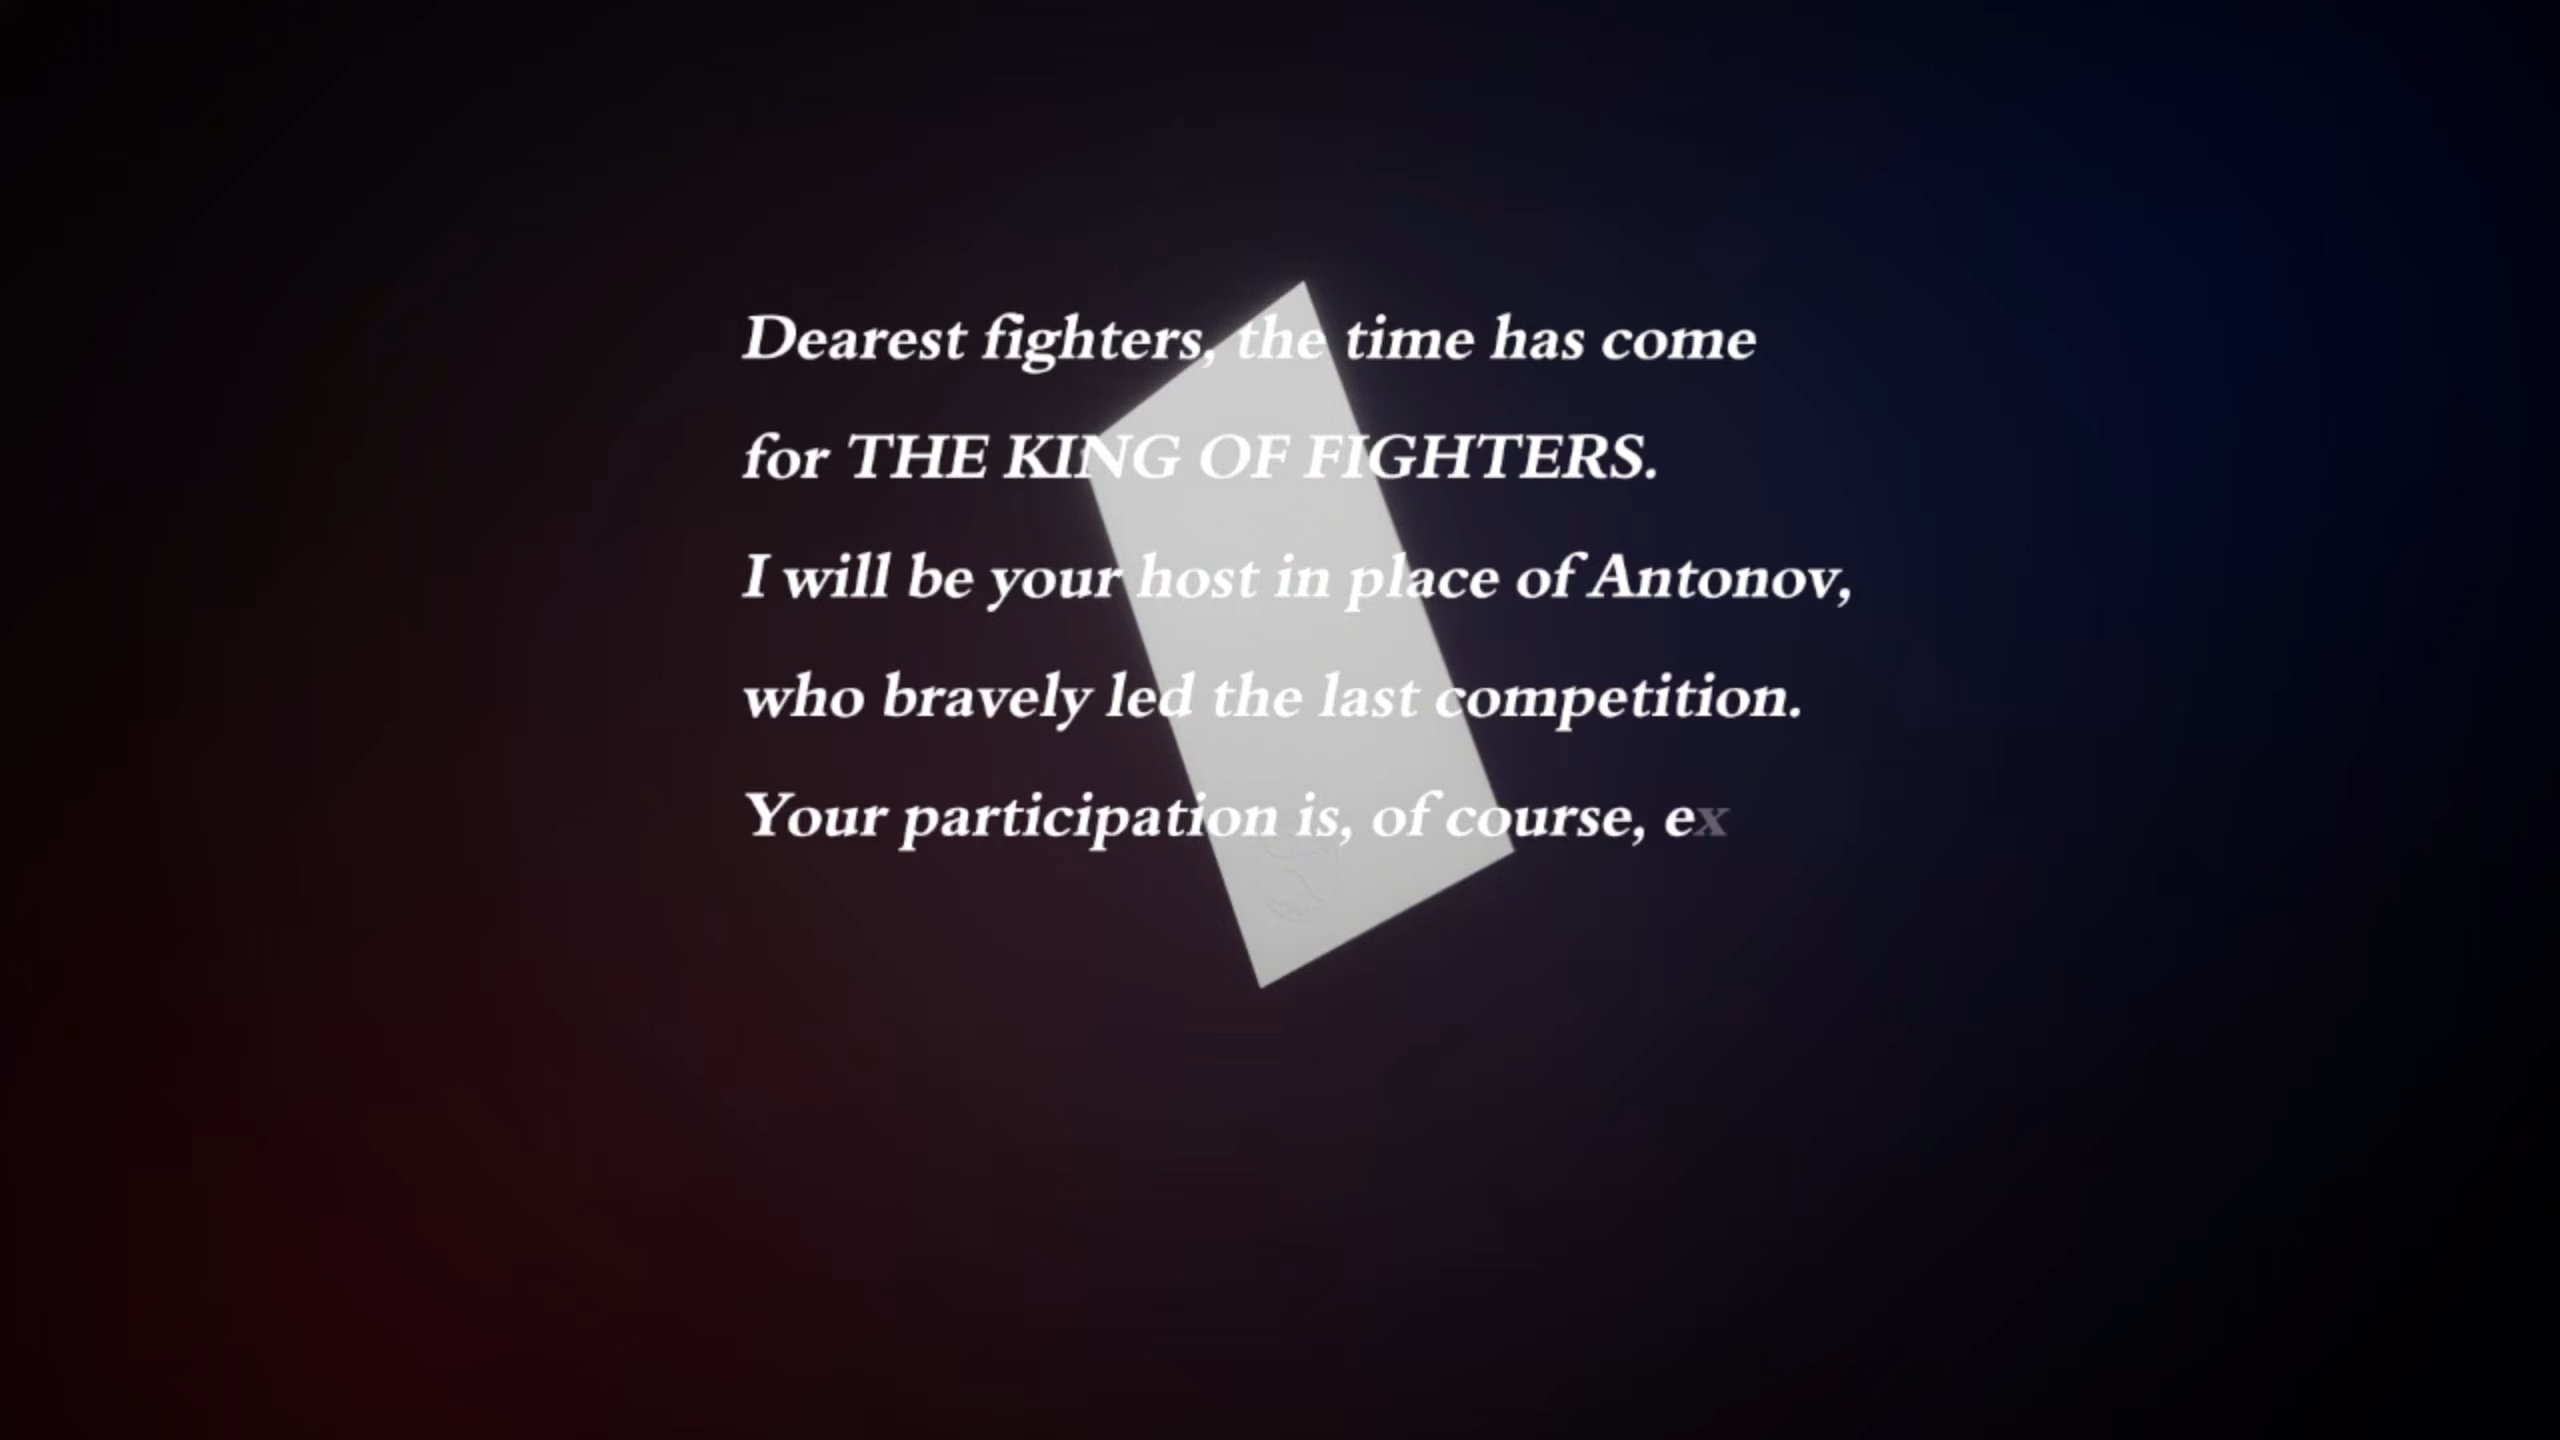 Dearest fighters, the time has come
for THE KING OF FIGHTERS.
I will be your host in place of Antonov,
who bravely led the last competition.
Your participation is, of course, ex